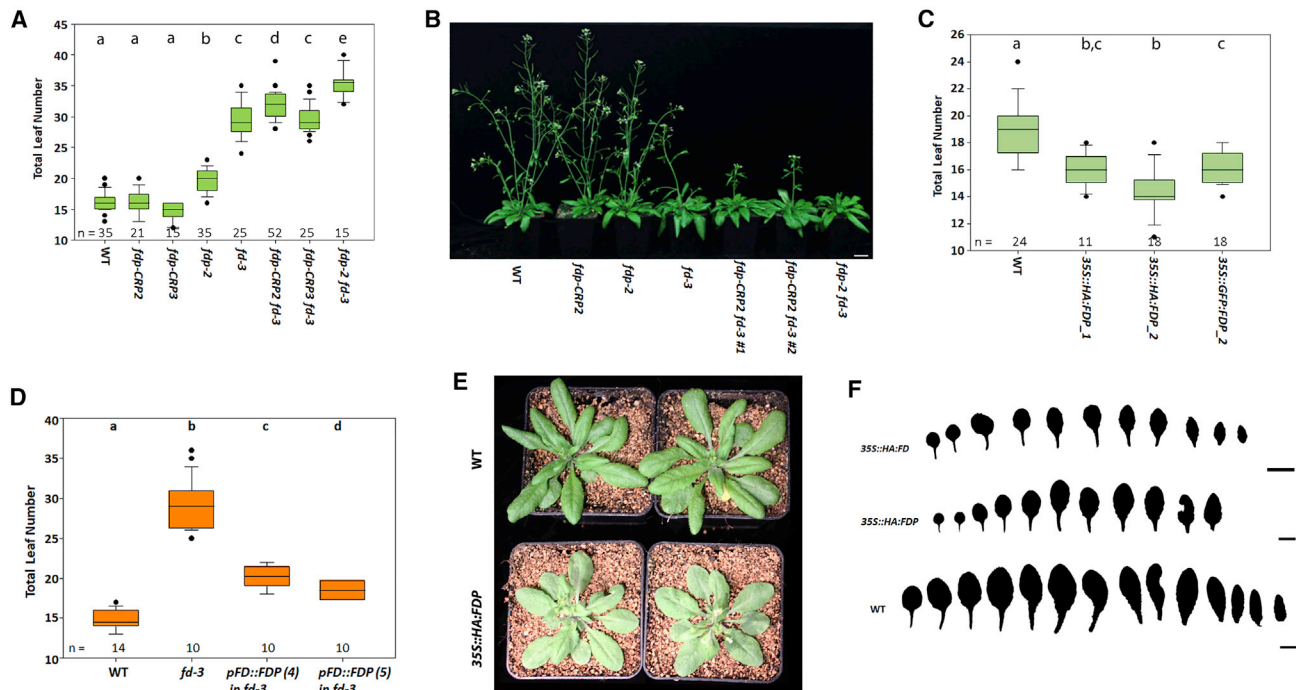 A
Total Leaf Number
45
40
35
30
25
20
15
10
a a a b c d c e
n = 35 21 15 35 25 52 25 15
WT
fdp-CRP2
fdp-CRP3
fdp-2
fd-3
fdp-CRP2 fd-3
fdp-CRP3 fd-3
fdp-2 fd-3
B
WT
fdp-CRP2
fdp-2
fd-3
fdp-CRP2 fd-3 #1
fdp-CRP2 fd-3 #2
fdp-2 fd-3
C
Total Leaf Number
26
24
22
20
18
16
14
12
10
a b,c b c
n = 24 11 18 18
WT
35S::HA:FDP_1
35S::HA:FDP_2
35S::GFP:FDP_2
D
Total Leaf Number
40
35
30
25
20
15
10
a b c d
n = 14 10 10 10
WT fd-3 pFD::FDP (4) pFD::FDP (5)
in fd-3 in fd-3
E
WT
35S::HA:FDP
F
35S::HA:FD
35S::HA:FDP
WT